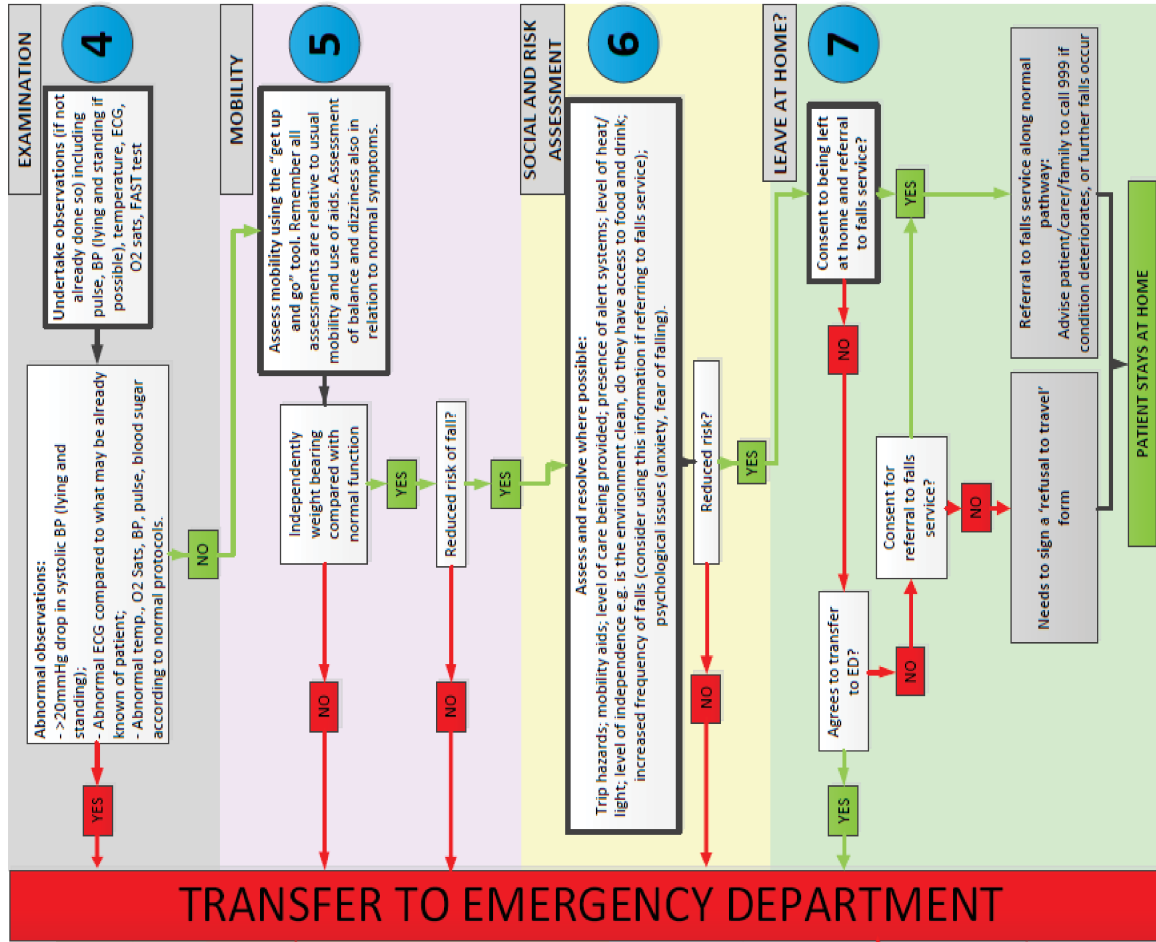 EXAMINATION
4
Undertake observations (if not
already done so) including
pulse, BP (lying and standing if
possible), temperature, ECG,
O2 sats, FAST test
Abnormal observations:
- >20mmHg drop in systolic BP (lying and
standing);
- Abnormal ECG compared to what may be already
known of patient;
- Abnormal temp., O2 Sats, BP, pulse, blood sugar
according to normal protocols.
YES
NO
MOBILITY
5
Assess mobility using the “get up
and go” tool. Remember all
assessments are relative to usual
mobility and use of aids. Assessment
of balance and dizziness also in
relation to normal symptoms.
Independently
weight bearing
compared with
normal function
NO
YES
Reduced risk of fall?
NO
YES
SOCIAL AND RISK
ASSESSMENT
6
Assess and resolve where possible:
Trip hazards; mobility aids; level of care being provided; presence of alert systems; level of heat/
light; level of independence e.g. is the environment clean, do they have access to food and drink;
increased frequency of falls (consider using this information if referring to falls service);
psychological issues (anxiety, fear of falling).
Reduced risk?
NO
YES
LEAVE AT HOME?
7
Consent to being left
at home and referral
to falls service?
NO
YES
Agrees to transfer
to ED?
YES
NO
Consent for
referral to falls
service?
NO
Referral to falls service along normal
pathway:
Advise patient/carer/family to call 999 if
condition deteriorates, or further falls occur
Needs to sign a ‘refusal to travel’
form
PATIENT STAYS AT HOME
TRANSFER TO EMERGENCY DEPARTMENT